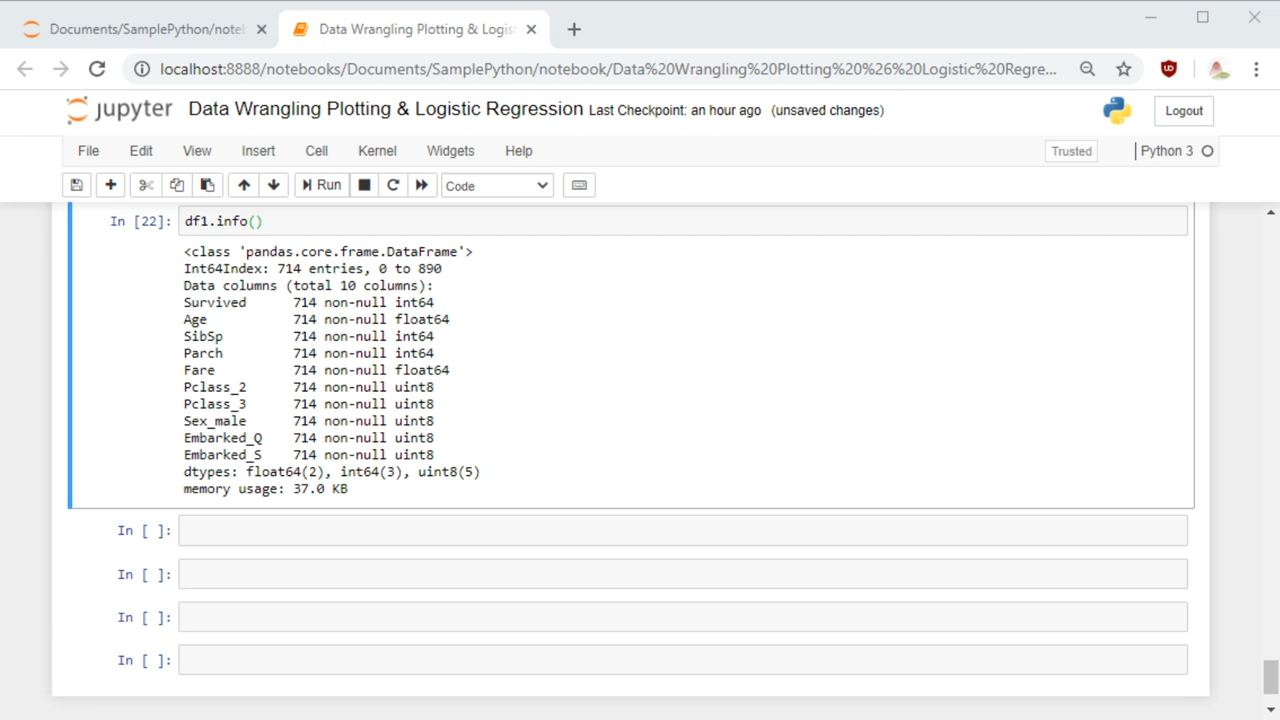 Documents/SamplePython/noteb
Data Wrangling Plotting & Logist
localhost:8888/notebooks/Documents/SamplePython/notebook/Data%20Wrangling%20Plotting%20%26%20Logistic%20Regre...
jupyter Data Wrangling Plotting & Logistic Regression Last Checkpoint: an hour ago (unsaved changes) Logout
File Edit View Insert Cell Kernel Widgets Help Trusted Python 3
Run Code
In [22]: df1.info()
<class 'pandas.core.frame.DataFrame'>
Int64Index: 714 entries, 0 to 890
Data columns (total 10 columns):
Survived 714 non-null int64
Age 714 non-null float64
SibSp 714 non-null int64
Parch 714 non-null int64
Fare 714 non-null float64
Pclass_2 714 non-null uint8
Pclass_3 714 non-null uint8
Sex_male 714 non-null uint8
Embarked_Q 714 non-null uint8
Embarked_S 714 non-null uint8
dtypes: float64(2), int64(3), uint8(5)
memory usage: 37.0 KB
In [ ]:
In [ ]:
In [ ]:
In [ ]: